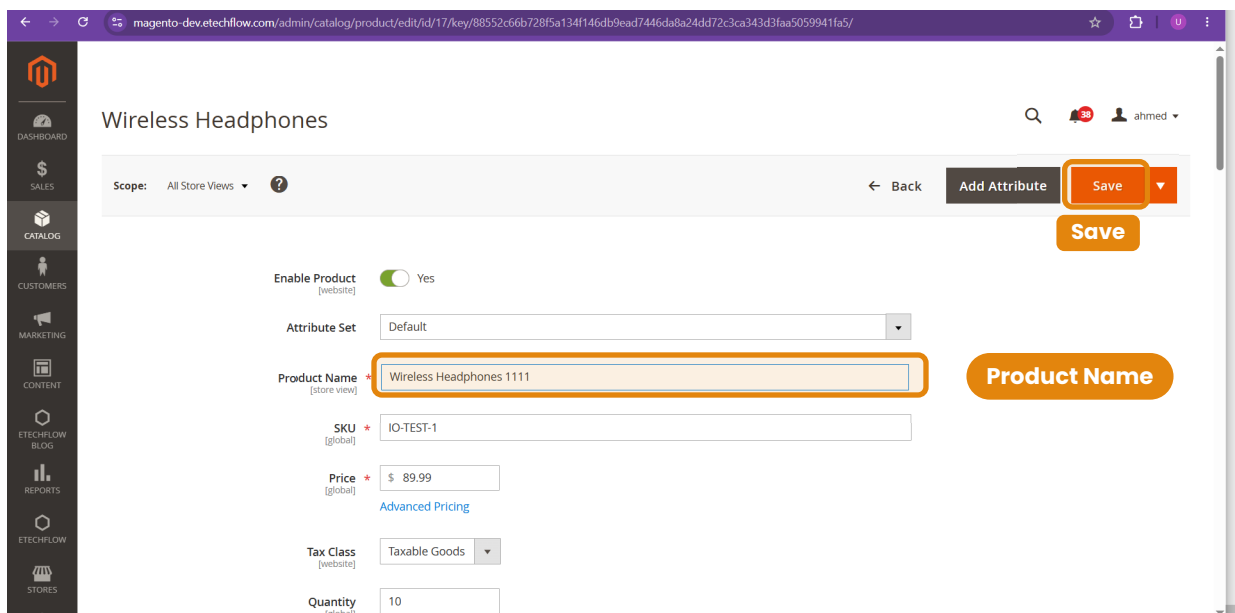 magento-dev.etechflow.com/admin/catalog/product/edit/id/17/key/88552c66b728f5a134f146db9ead7446da8a24dd72c3ca343d3faa5059941fa5/
U
DASHBOARD
$
SALES
CATALOG
CUSTOMERS
MARKETING
CONTENT
ETECHFLOW
BLOG
REPORTS
ETECHFLOW
STORES
Wireless Headphones
38
ahmed
Scope: All Store Views ?
Back
Add Attribute
Save
Save
Enable Product
[website]
Yes
Attribute Set
Default
Product Name *
[store view]
Wireless Headphones 1111
Product Name
SKU *
[global]
IO-TEST-1
Price *
[global]
$ 89.99
Advanced Pricing
Tax Class
[website]
Taxable Goods
Quantity
[global]
10